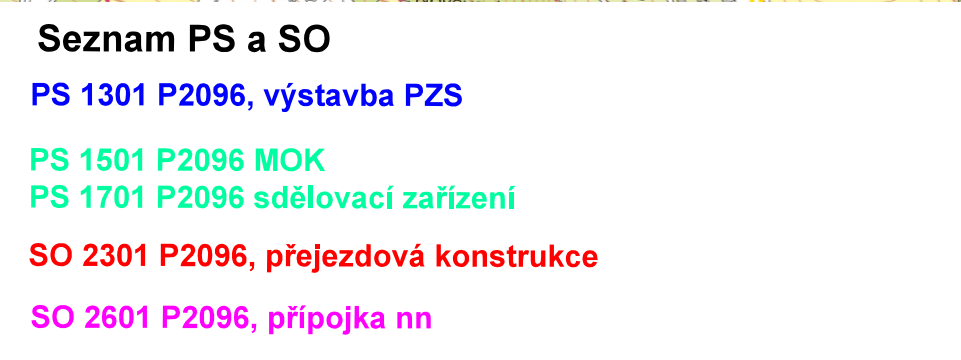 Seznam PS a SO
PS 1301 P2096, výstavba PZS
PS 1501 P2096 MOK
PS 1701 P2096 sdělovací zařízení
SO 2301 P2096, přejezdová konstrukce
SO 2601 P2096, přípojka nn